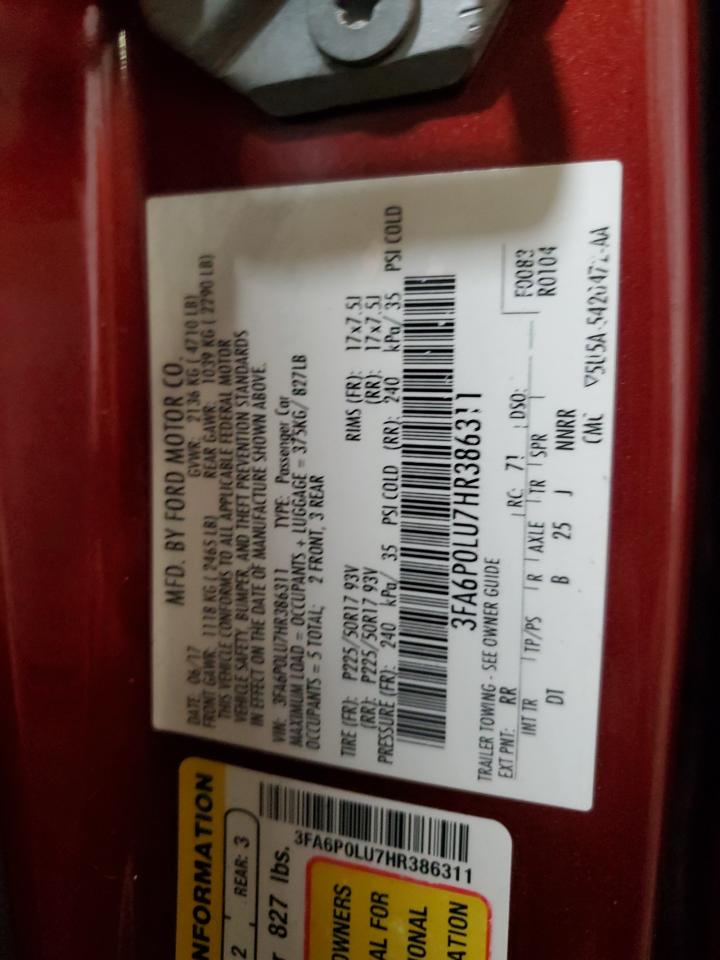 MFD. BY FORD MOTOR CO.
DATE: 06/17 GVWR: 2136 KG ( 4710 LB)
FRONT GAWR: 1118 KG ( 2465 LB) REAR GAWR: 1039 KG ( 2290 LB)
THIS VEHICLE CONFORMS TO ALL APPLICABLE FEDERAL MOTOR
VEHICLE SAFETY, BUMPER, AND THEFT PREVENTION STANDARDS
IN EFFECT ON THE DATE OF MANUFACTURE SHOWN ABOVE.
VIN: 3FA6P0LU7HR386311 TYPE: Passenger Car
MAXIMUM LOAD = OCCUPANTS + LUGGAGE = 375KG/ 827LB
OCCUPANTS = 5 TOTAL; 2 FRONT, 3 REAR
TIRE (FR): P225/50R17 93V RIMS (FR): 17x7.5J
(RR): P225/50R17 93V (RR): 17x7.5J
PRESSURE (FR): 240 kPa/ 35 PSI COLD (RR): 240 kPa/ 35 PSI COLD
3FA6P0LU7HR386311
TRAILER TOWING - SEE OWNER GUIDE
F0083
R0104
EXT PNT: RR RC: 71 DSO:
INT TR TP/PS R AXLE TR SPR
DT B 25 J NNRR
CMC
NFORMATION
2 REAR: 3
827 lbs.
3FA6P0LU7HR386311
OWNERS
AL FOR
IONAL
ATION